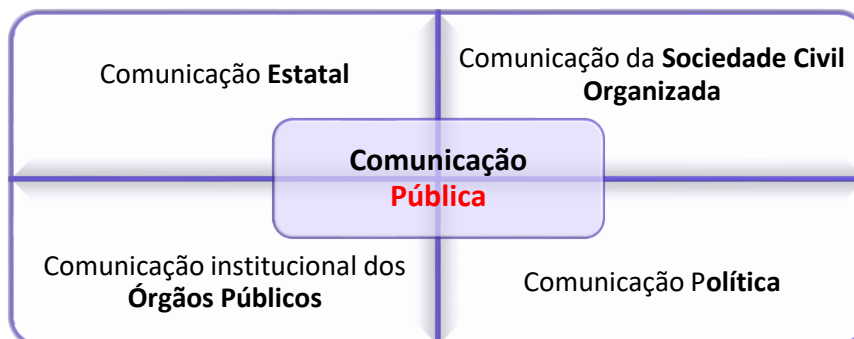 Comunicação Estatal
Comunicação da Sociedade Civil
Organizada
Comunicação
Pública
Comunicação institucional dos
Órgãos Públicos
Comunicação Política